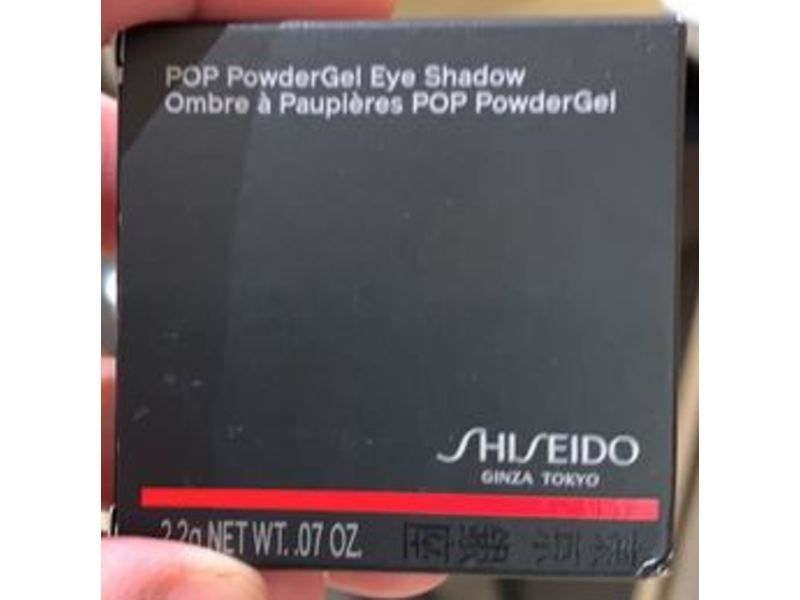 POP PowderGel Eye Shadow
Ombre à Paupières POP PowderGel
SHISEIDO
GINZA TOKYO
2.2g NET WT. .07 OZ.